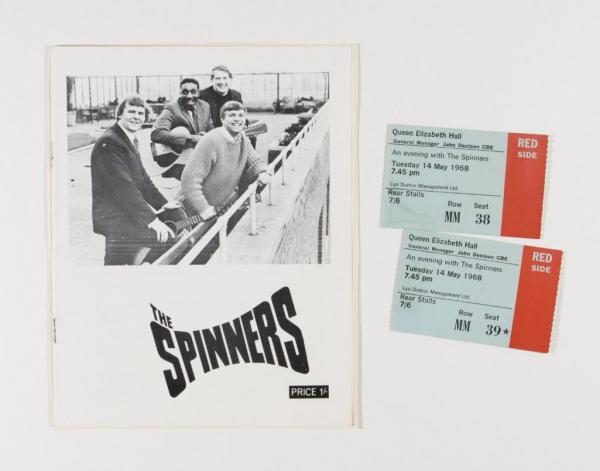 THE
SPINNERS
PRICE 1/-
Queen Elizabeth Hall
General Manager John Denison CBE
An evening with The Spinners
Tuesday 14 May 1968
7.45 pm
Lyn Dutton Management Ltd.
Rear Stalls
7/6
Row Seat
MM 38
RED
SIDE
Queen Elizabeth Hall
General Manager John Denison CBE
An evening with The Spinners
Tuesday 14 May 1968
7.45 pm
Lyn Dutton Management Ltd.
Rear Stalls
7/6
Row Seat
MM 39★
RED
SIDE